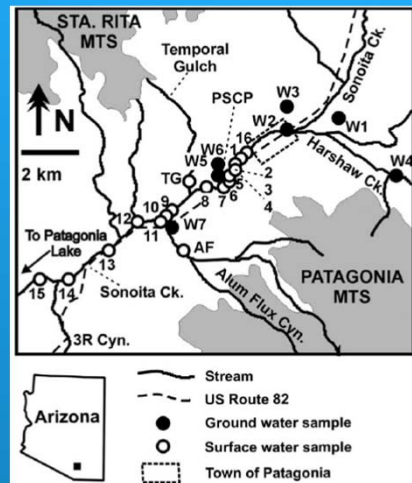 STA. RITA
MTS
Temporal
Gulch
Sonoita Ck.
W3
PSCP
W2
N
16
W1
W6
Harshaw Ck.
W5
1
2 km
W4
TG
2
3
5
4
6
7
8
9
10
W7
12
11
AF
To Patagonia
Lake
13
PATAGONIA
MTS
Alum Flux Cyn.
15
14
Sonoita Ck.
3R Cyn.
Arizona
Stream
US Route 82
Ground water sample
Surface water sample
Town of Patagonia